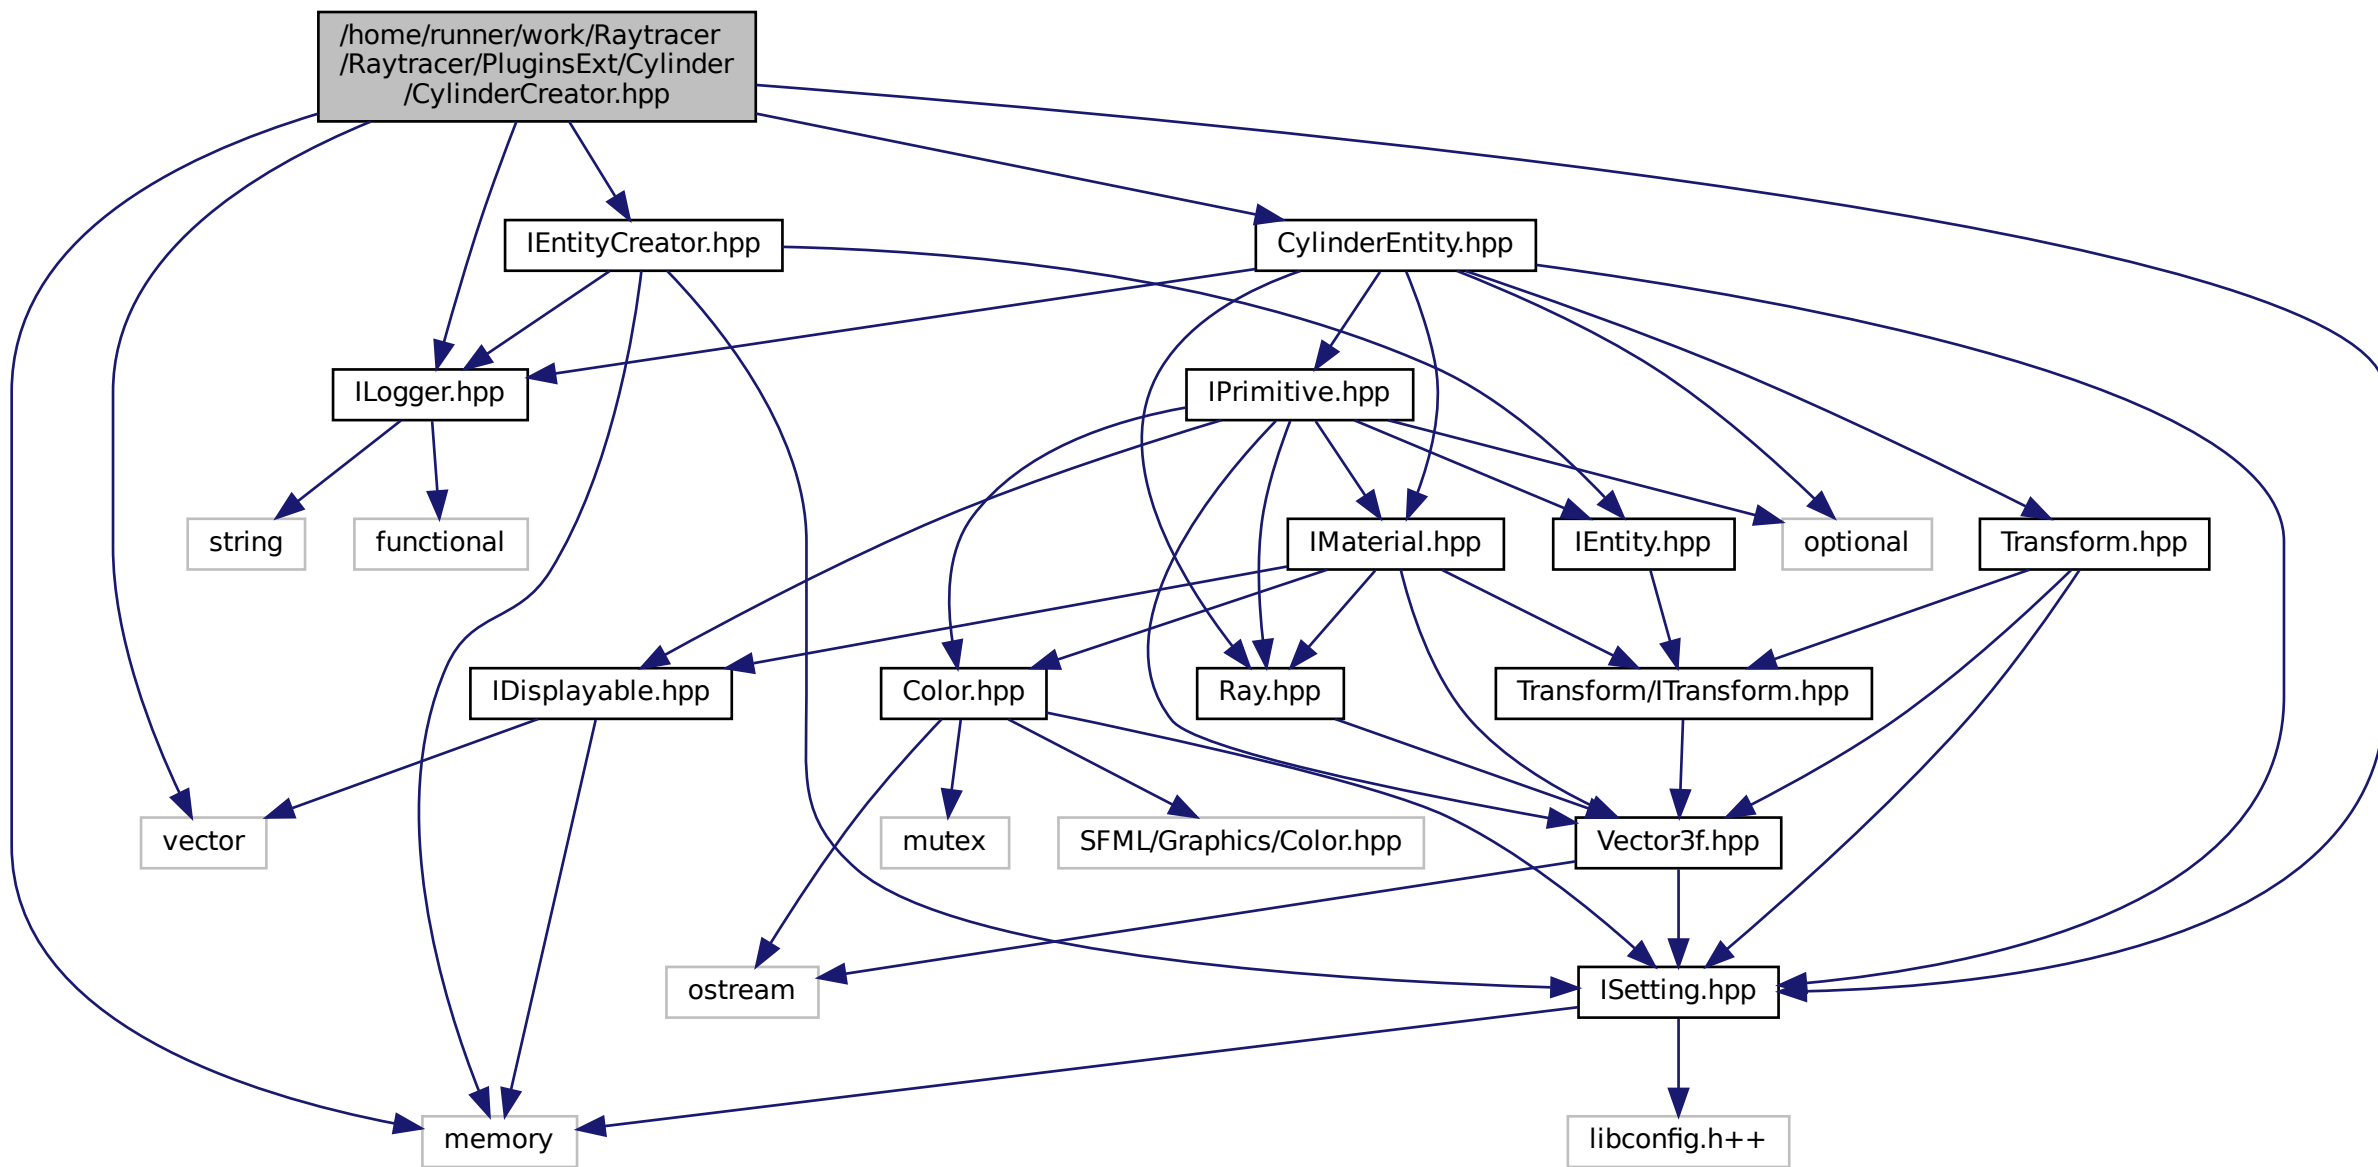 /home/runner/work/Raytracer
/Raytracer/PluginsExt/Cylinder
/CylinderCreator.hpp
IEntityCreator.hpp
CylinderEntity.hpp
ILogger.hpp
IPrimitive.hpp
string
functional
IMaterial.hpp
IEntity.hpp
optional
Transform.hpp
IDisplayable.hpp
Color.hpp
Ray.hpp
Transform/ITransform.hpp
vector
mutex
SFML/Graphics/Color.hpp
Vector3f.hpp
ostream
ISetting.hpp
memory
libconfig.h++